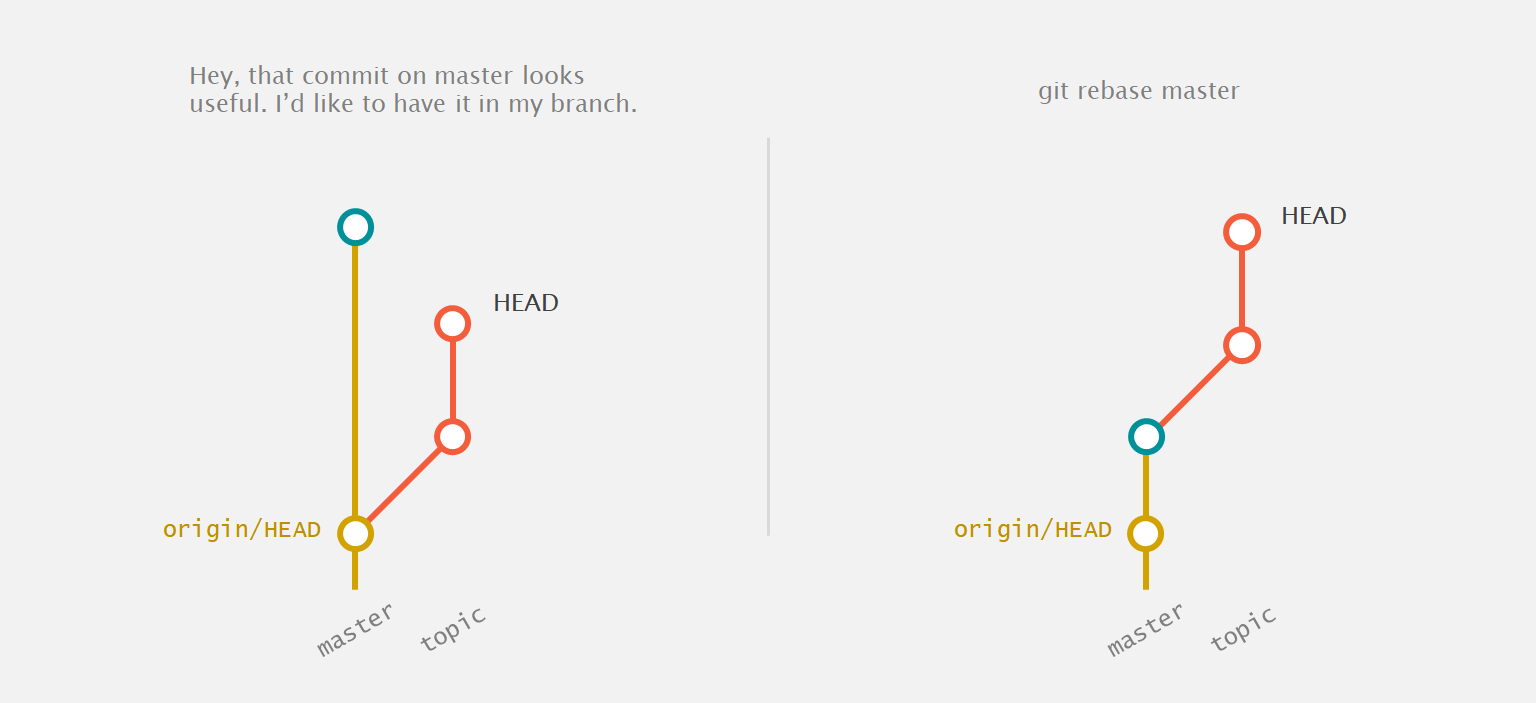 Hey, that commit on master looks
useful. I’d like to have it in my branch.
HEAD
origin/HEAD
master
topic
git rebase master
HEAD
origin/HEAD
master
topic